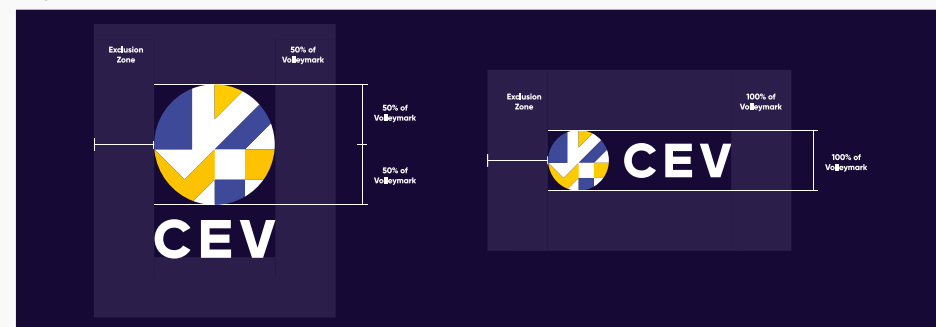 Exclusion
Zone
50% of
Volleymark
50% of
Volleymark
50% of
Volleymark
CEV
Exclusion
Zone
100% of
Volleymark
100% of
Volleymark
CEV